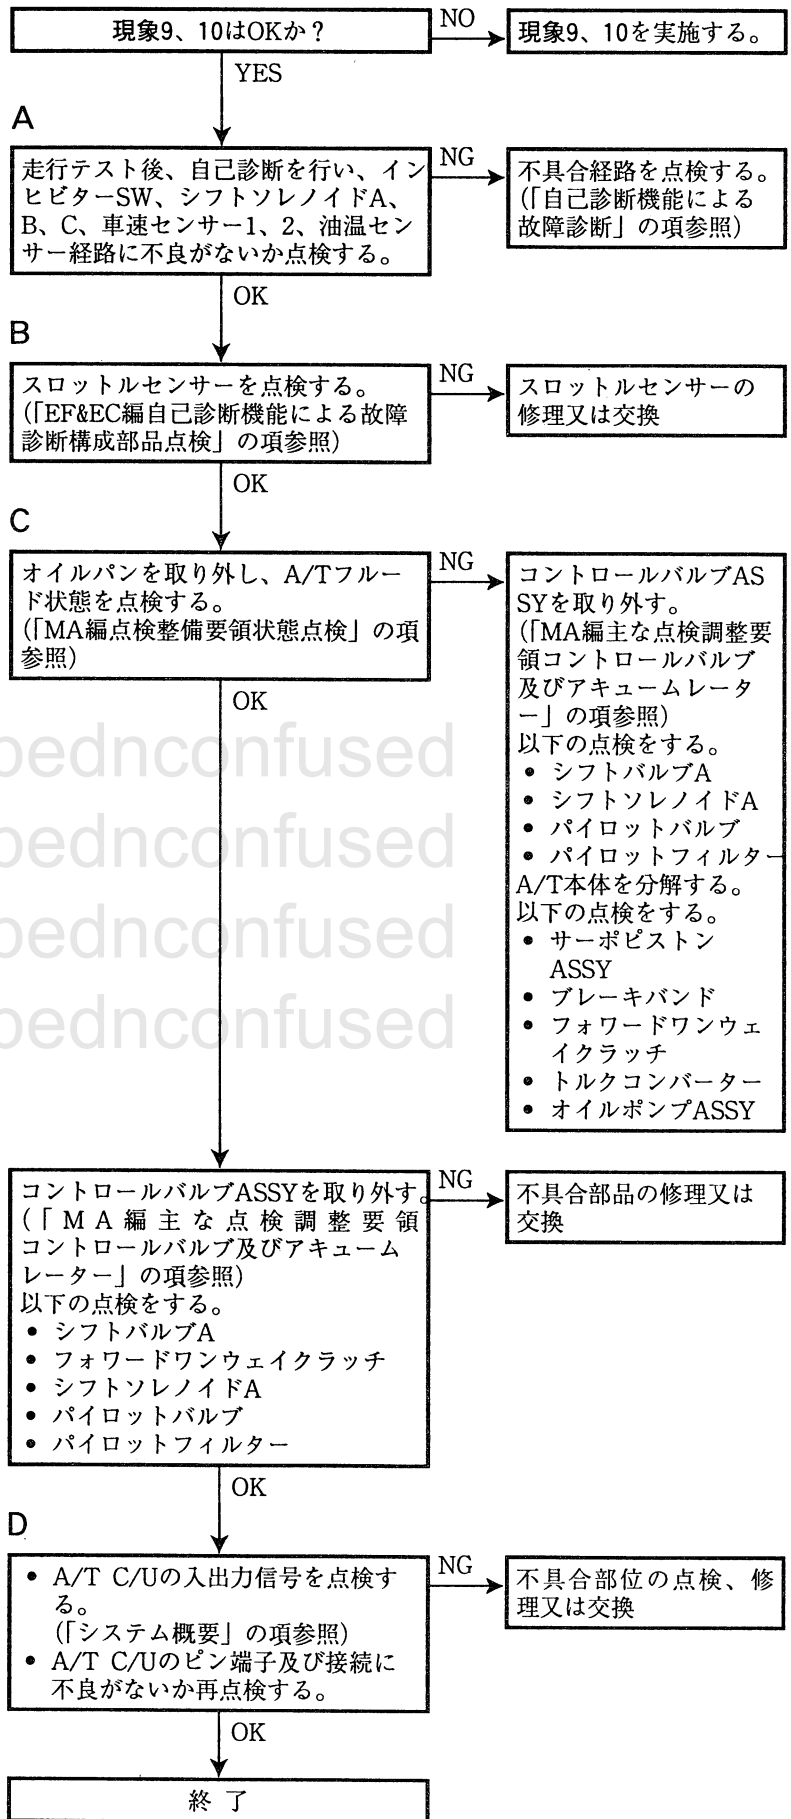 現象9、10はOKか？
NO
現象9、10を実施する。
YES
A
走行テスト後、自己診断を行い、イン
ヒビターSW、シフトソレノイドA、
B、C、車速センサー1、2、油温セン
サー経路に不良がないか点検する。
NG
不具合経路を点検する。
(「自己診断機能による
故障診断」の項参照)
OK
B
スロットルセンサーを点検する。
(「EF&EC編自己診断機能による故障
診断構成部品点検」の項参照)
NG
スロットルセンサーの
修理又は交換
OK
C
オイルパンを取り外し、A/Tフルー
ド状態を点検する。
(「MA編点検整備要領状態点検」の項
参照)
NG
コントロールバルブAS
SYを取り外す。
(「MA編主な点検調整要
領コントロールバルブ
及びアキュームレータ
ー」の項参照)
以下の点検をする。
• シフトバルブA
• シフトソレノイドA
• パイロットバルブ
• パイロットフィルター
A/T本体を分解する。
以下の点検をする。
• サーボピストン
ASSY
• ブレーキバンド
• フォワードワンウェ
イクラッチ
• トルクコンバーター
• オイルポンプASSY
OK
pednconfused
pednconfused
pednconfused
pednconfused
コントロールバルブASSYを取り外す。
(「MA編主な点検調整要領
コントロールバルブ及びアキューム
レーター」の項参照)
以下の点検をする。
• シフトバルブA
• フォワードワンウェイクラッチ
• シフトソレノイドA
• パイロットバルブ
• パイロットフィルター
NG
不具合部品の修理又は
交換
OK
D
• A/T C/Uの入出力信号を点検す
る。
(「システム概要」の項参照)
• A/T C/Uのピン端子及び接続に
不良がないか再点検する。
NG
不具合部位の点検、修
理又は交換
OK
終了